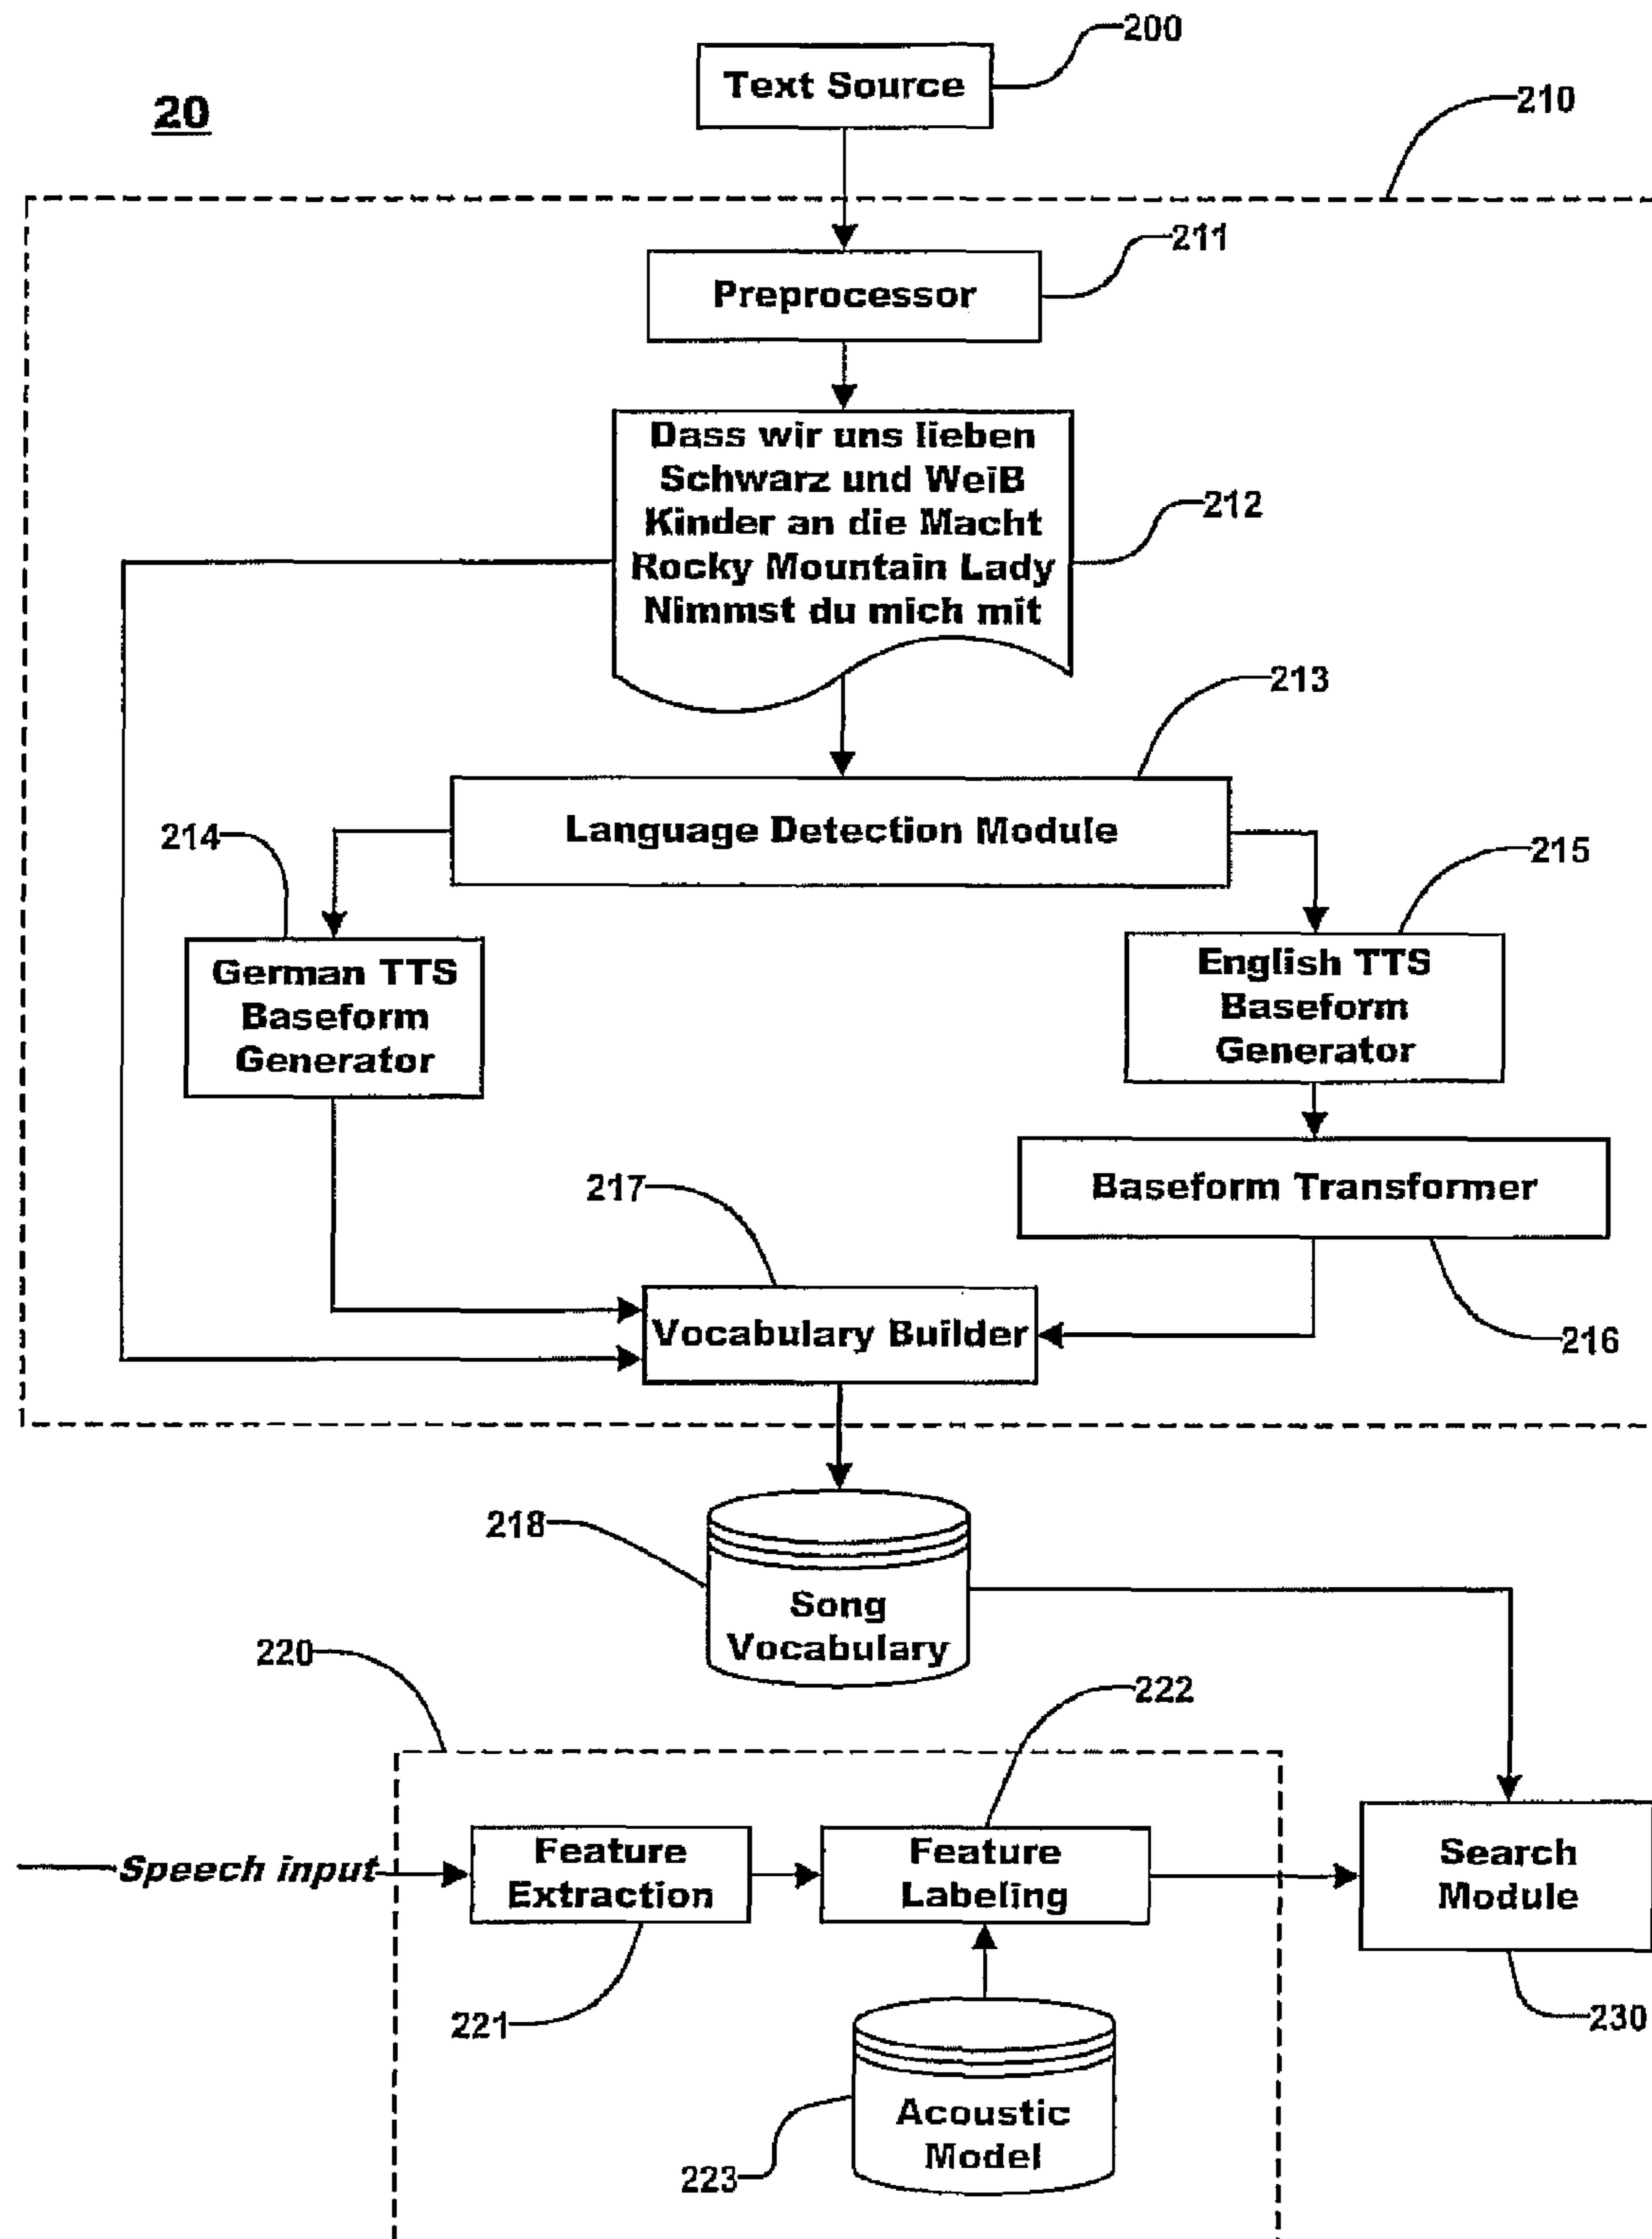 200
Text Source
20
210
211
Preprocessor
Dass wir uns lieben
Schwarz und WeiB
Kinder an die Macht
Rocky Mountain Lady
Nimmst du mich mit
212
213
Language Detection Module
214
215
German TTS
Baseform
Generator
English TTS
Baseform
Generator
217
Baseform Transformer
Vocabulary Builder
216
218
Song
Vocabulary
220
222
Speech input
Feature
Extraction
Feature
Labeling
Search
Module
221
230
Acoustic
Model
223